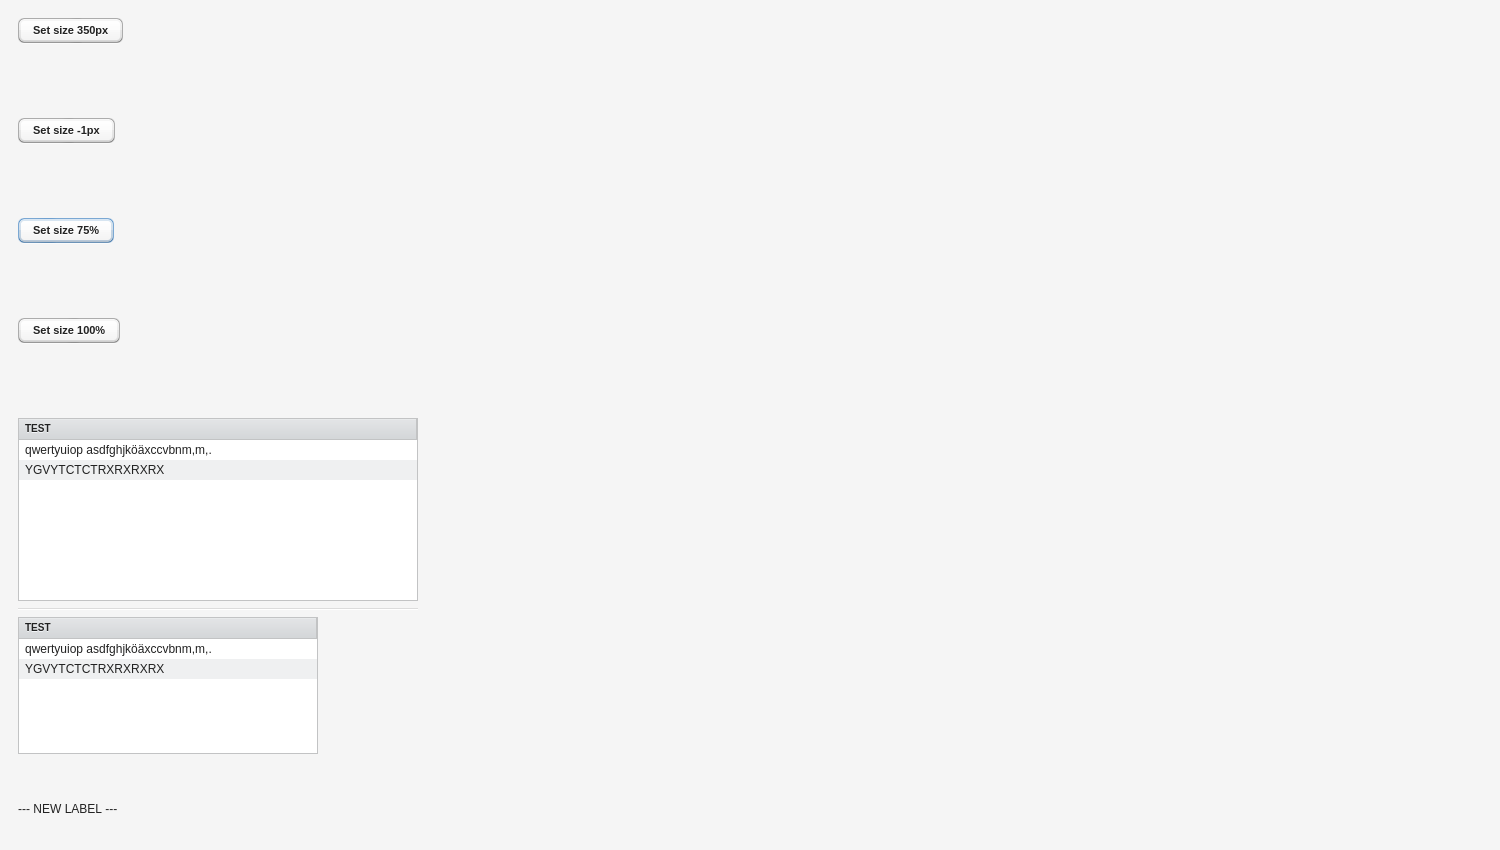 Set size 350px
Set size -1px
Set size 75%
Set size 100%
TEST
qwertyuiop asdfghjköäxccvbnm,m,.
YGVYTCTCTRXRXRXRX
TEST
qwertyuiop asdfghjköäxccvbnm,m,.
YGVYTCTCTRXRXRXRX
--- NEW LABEL ---